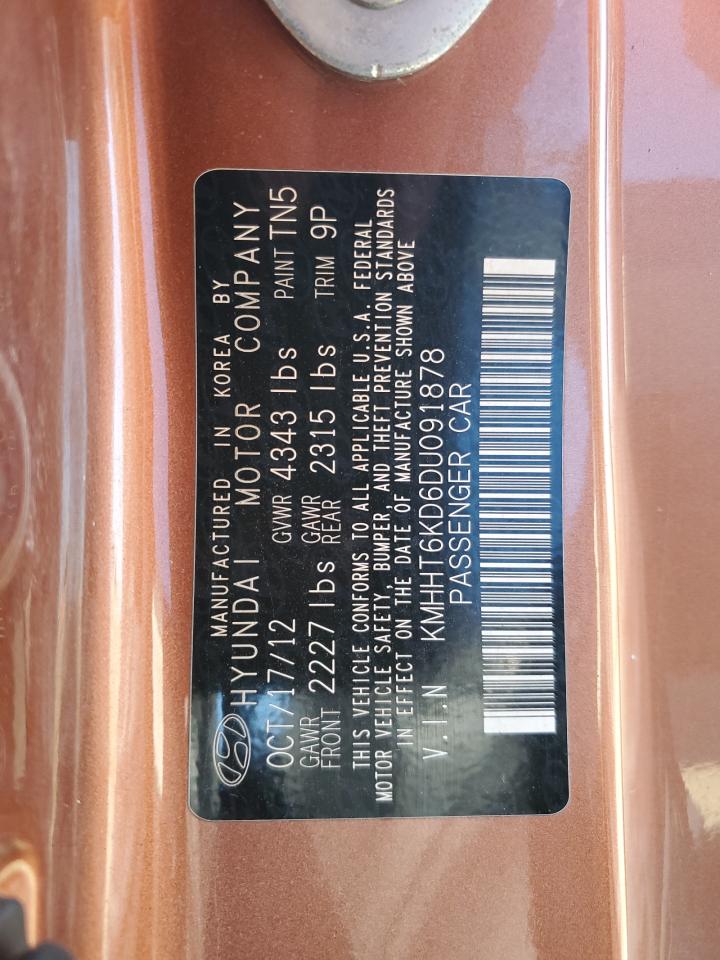 MANUFACTURED IN KOREA BY
HYUNDAI MOTOR COMPANY
OCT/17/12 GVWR 4343 lbs PAINT TN5
GAWR FRONT 2227 lbs GAWR REAR 2315 lbs TRIM 9P
THIS VEHICLE CONFORMS TO ALL APPLICABLE U.S.A. FEDERAL
MOTOR VEHICLE SAFETY, BUMPER, AND THEFT PREVENTION STANDARDS
IN EFFECT ON THE DATE OF MANUFACTURE SHOWN ABOVE
V.I.N KMHHT6KD6DU091878
PASSENGER CAR